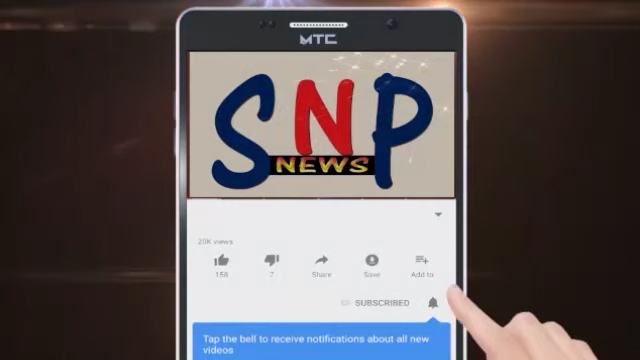 MTC
SNP
NEWS
20K views
158
7
Share
Save
Add to
SUBSCRIBED
Tap the bell to receive notifications about all new
videos